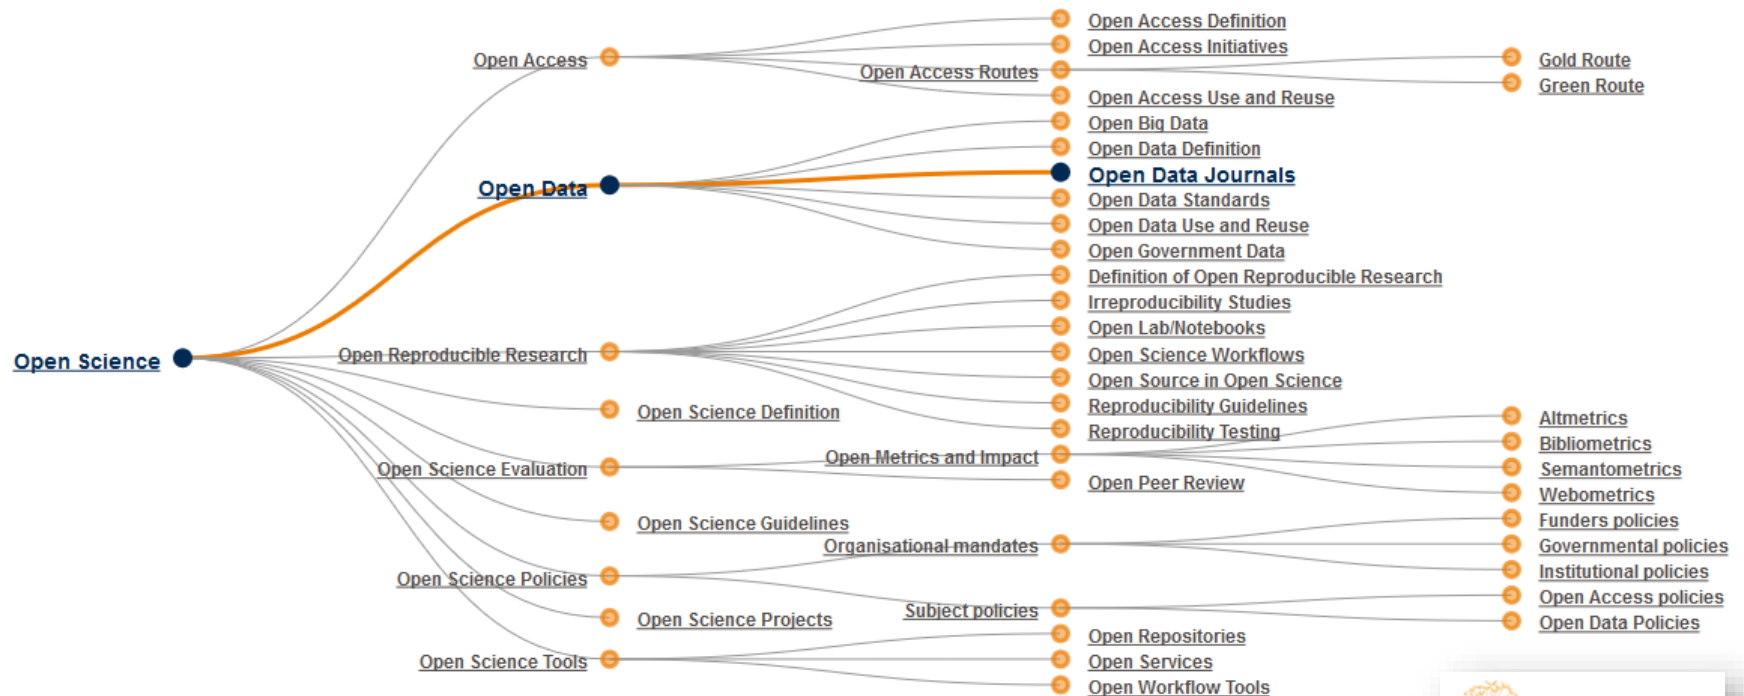 Open Science
Open Access
Open Access Definition
Open Access Initiatives
Open Access Routes
Gold Route
Green Route
Open Access Use and Reuse
Open Data
Open Big Data
Open Data Definition
Open Data Journals
Open Data Standards
Open Data Use and Reuse
Open Government Data
Open Reproducible Research
Definition of Open Reproducible Research
Irreproducibility Studies
Open Lab/Notebooks
Open Science Workflows
Open Source in Open Science
Reproducibility Guidelines
Reproducibility Testing
Open Science Definition
Open Science Evaluation
Open Metrics and Impact
Altmetrics
Bibliometrics
Semantometrics
Webometrics
Open Peer Review
Open Science Guidelines
Open Science Policies
Organisational mandates
Funders policies
Governmental policies
Institutional policies
Subject policies
Open Access policies
Open Data Policies
Open Science Projects
Open Science Tools
Open Repositories
Open Services
Open Workflow Tools